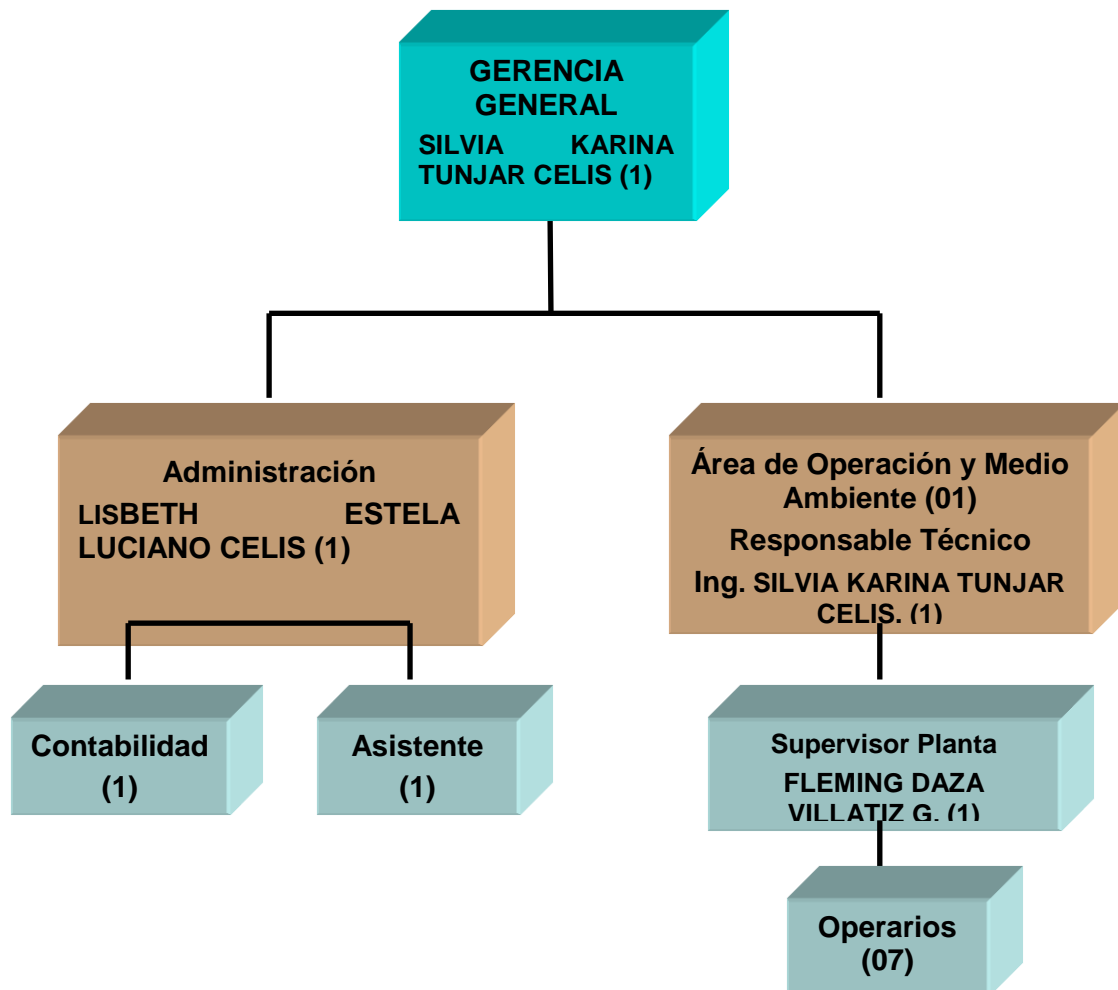 GERENCIA
GENERAL
SILVIA KARINA
TUNJAR CELIS (1)
Administración
LISBETH ESTELA
LUCIANO CELIS (1)
Área de Operación y Medio
Ambiente (01)
Responsable Técnico
Ing. SILVIA KARINA TUNJAR
CELIS. (1)
Contabilidad
(1)
Asistente
(1)
Supervisor Planta
FLEMING DAZA
VILLATIZ G. (1)
Operarios
(07)